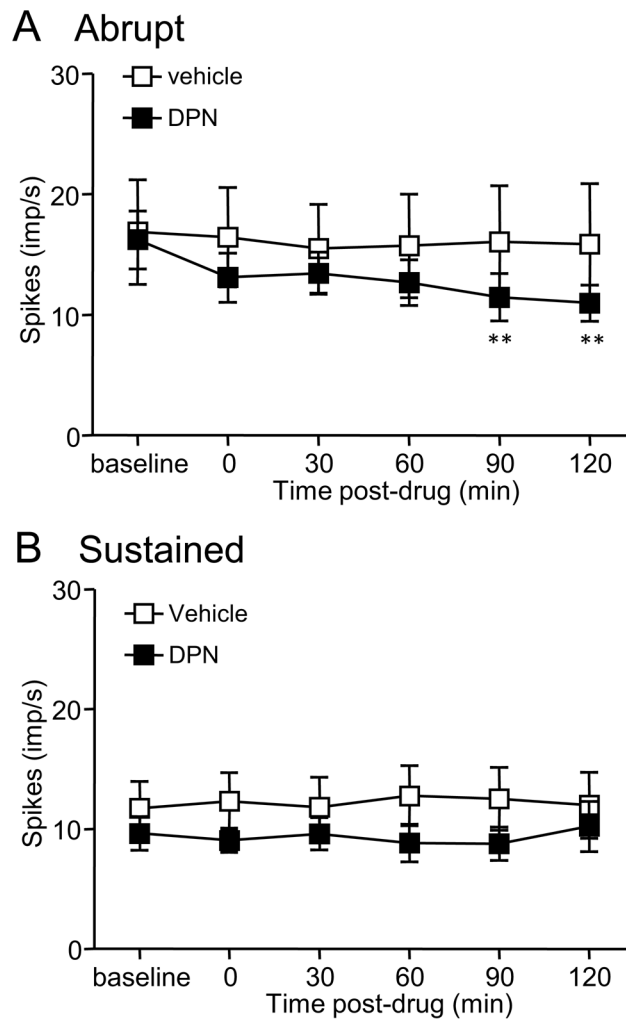 A Abrupt
30
vehicle
DPN
20
Spikes (imp/s)
10
** **
0
baseline 0 30 60 90 120
Time post-drug (min)
B Sustained
30
Vehicle
DPN
20
Spikes (imp/s)
10
0
baseline 0 30 60 90 120
Time post-drug (min)